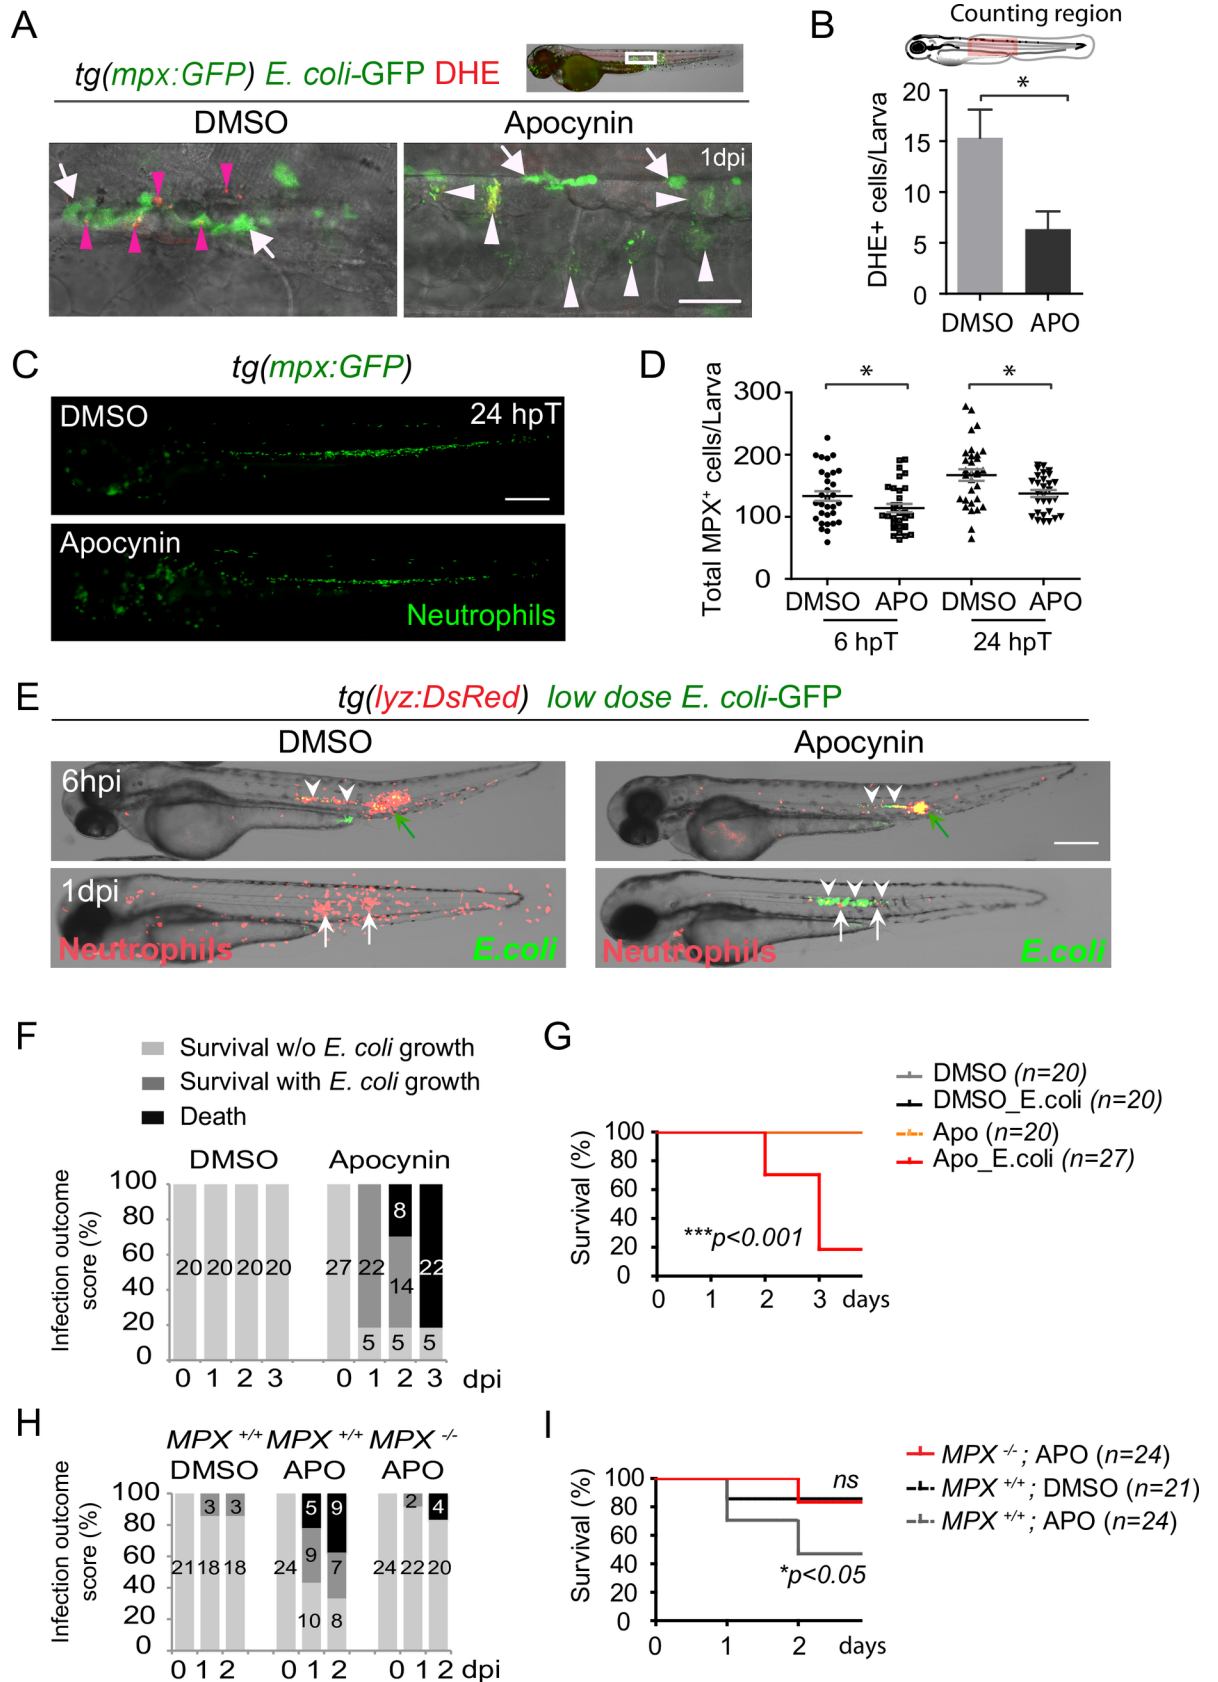 A
tg(mpx:GFP) E. coli-GFP DHE
DMSO
Apocynin
1dpi
B
Counting region
*
DHE+ cells/Larva
20
15
10
5
0
DMSO APO
C
tg(mpx:GFP)
DMSO
24 hpT
Apocynin
Neutrophils
D
* *
Total MPX⁺ cells/Larva
300
200
100
0
DMSO APO DMSO APO
6 hpT 24 hpT
E
tg(lyz:DsRed) low dose E. coli-GFP
DMSO Apocynin
6hpi
1dpi
Neutrophils E.coli
Neutrophils E.coli
F
Survival w/o E. coli growth
Survival with E. coli growth
Death
DMSO Apocynin
Infection outcome
score (%)
100
80
60
40
20
0
20 20 20 20
27 22 8 14 22
5 5 5
0 1 2 3 0 1 2 3 dpi
G
DMSO (n=20)
DMSO_E.coli (n=20)
Apo (n=20)
Apo_E.coli (n=27)
Survival (%)
100
80
60
40
20
0
***p<0.001
0 1 2 3 days
H
MPX +/+ MPX +/+ MPX -/-
DMSO APO APO
Infection outcome
score (%)
100
80
60
40
20
0
3 3 5 9 2 4
9 7
21 18 18 24 24 22 20
10 8
0 1 2 0 1 2 0 1 2 dpi
I
MPX -/- ; APO (n=24)
MPX +/+ ; DMSO (n=21)
MPX +/+ ; APO (n=24)
Survival (%)
100
80
60
40
20
0
ns
*p<0.05
0 1 2 days